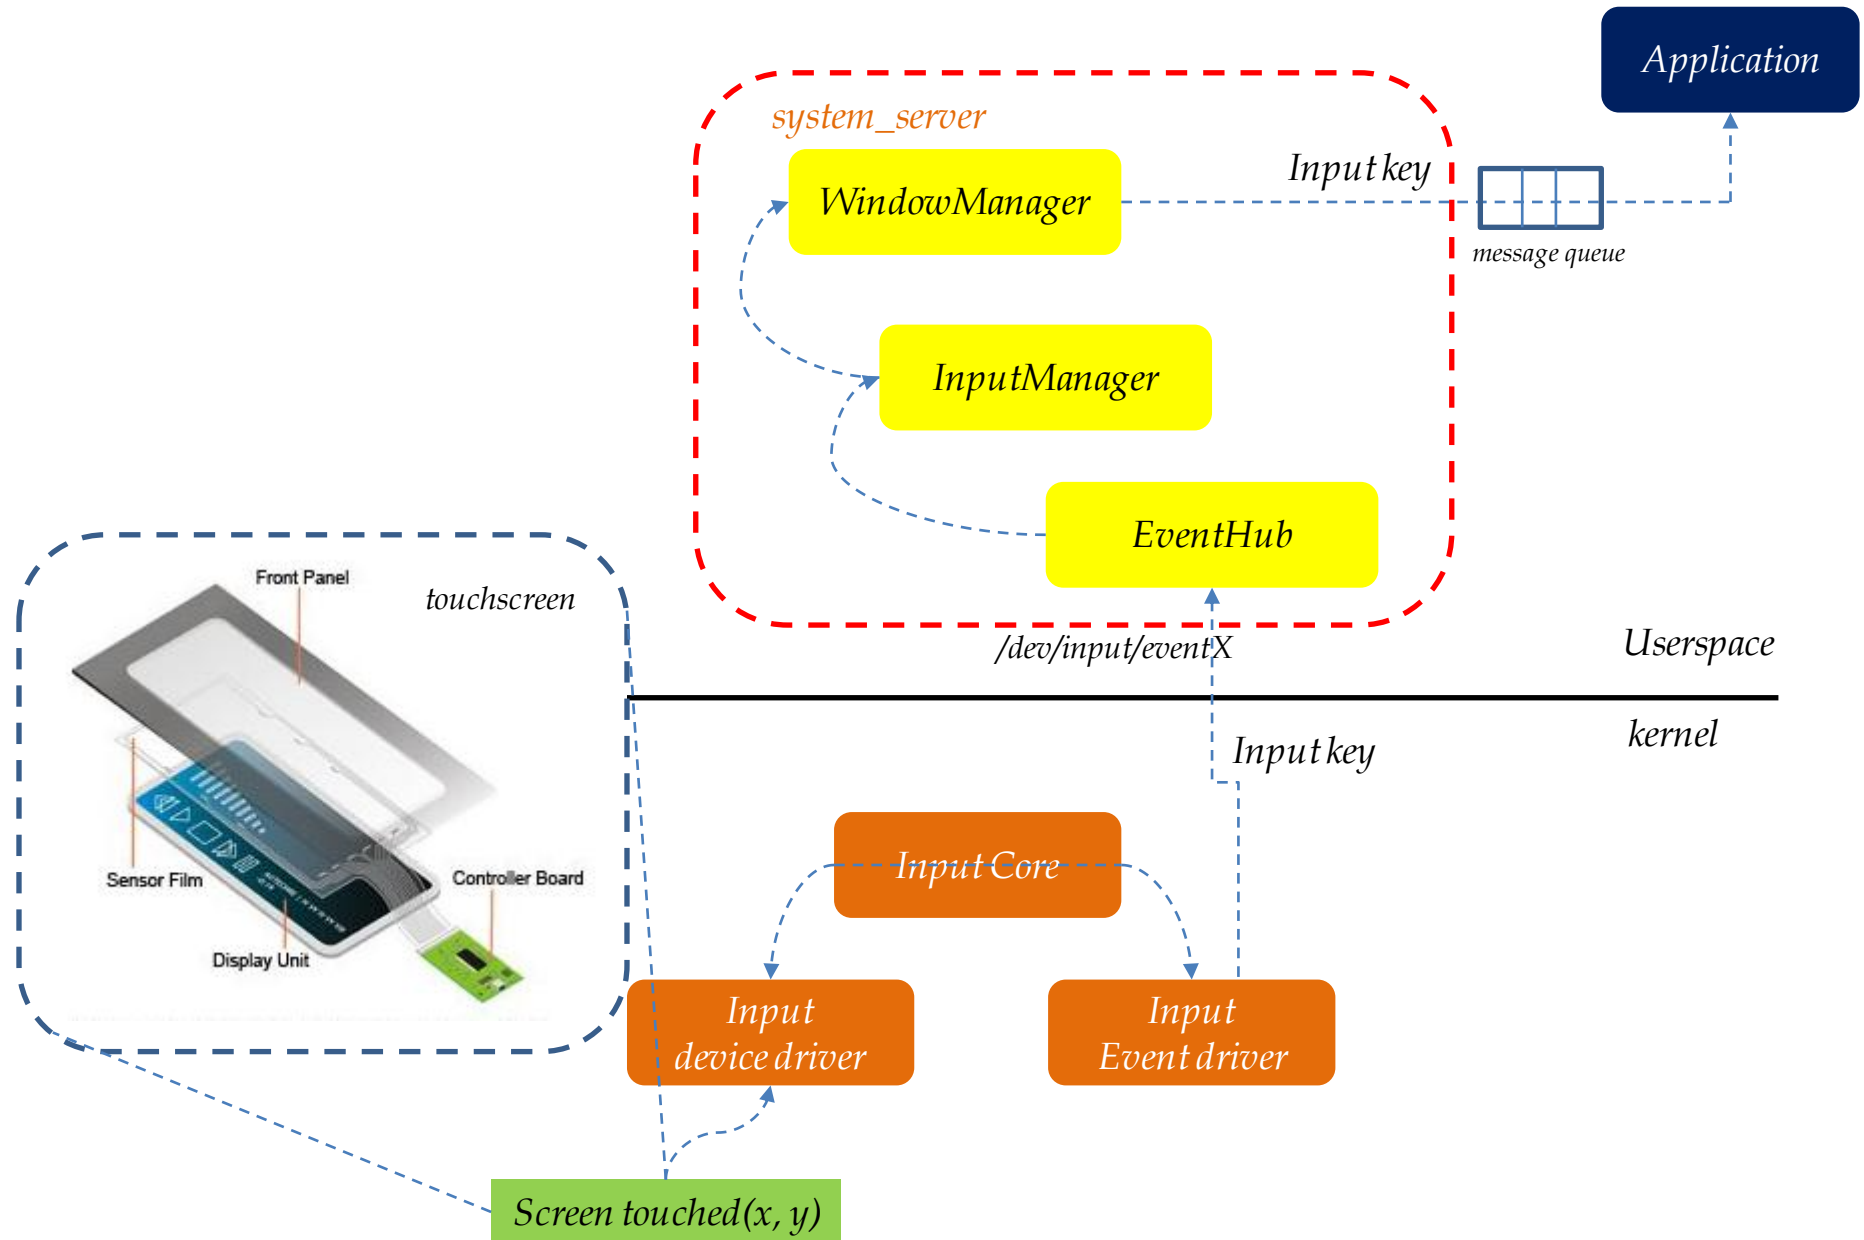 Application
system_server
WindowManager
Input key
message queue
InputManager
EventHub
/dev/input/eventX
Userspace
kernel
Input key
touchscreen
Front Panel
Sensor Film
Controller Board
Display Unit
Input Core
Input
device driver
Input
Event driver
Screen touched(x, y)